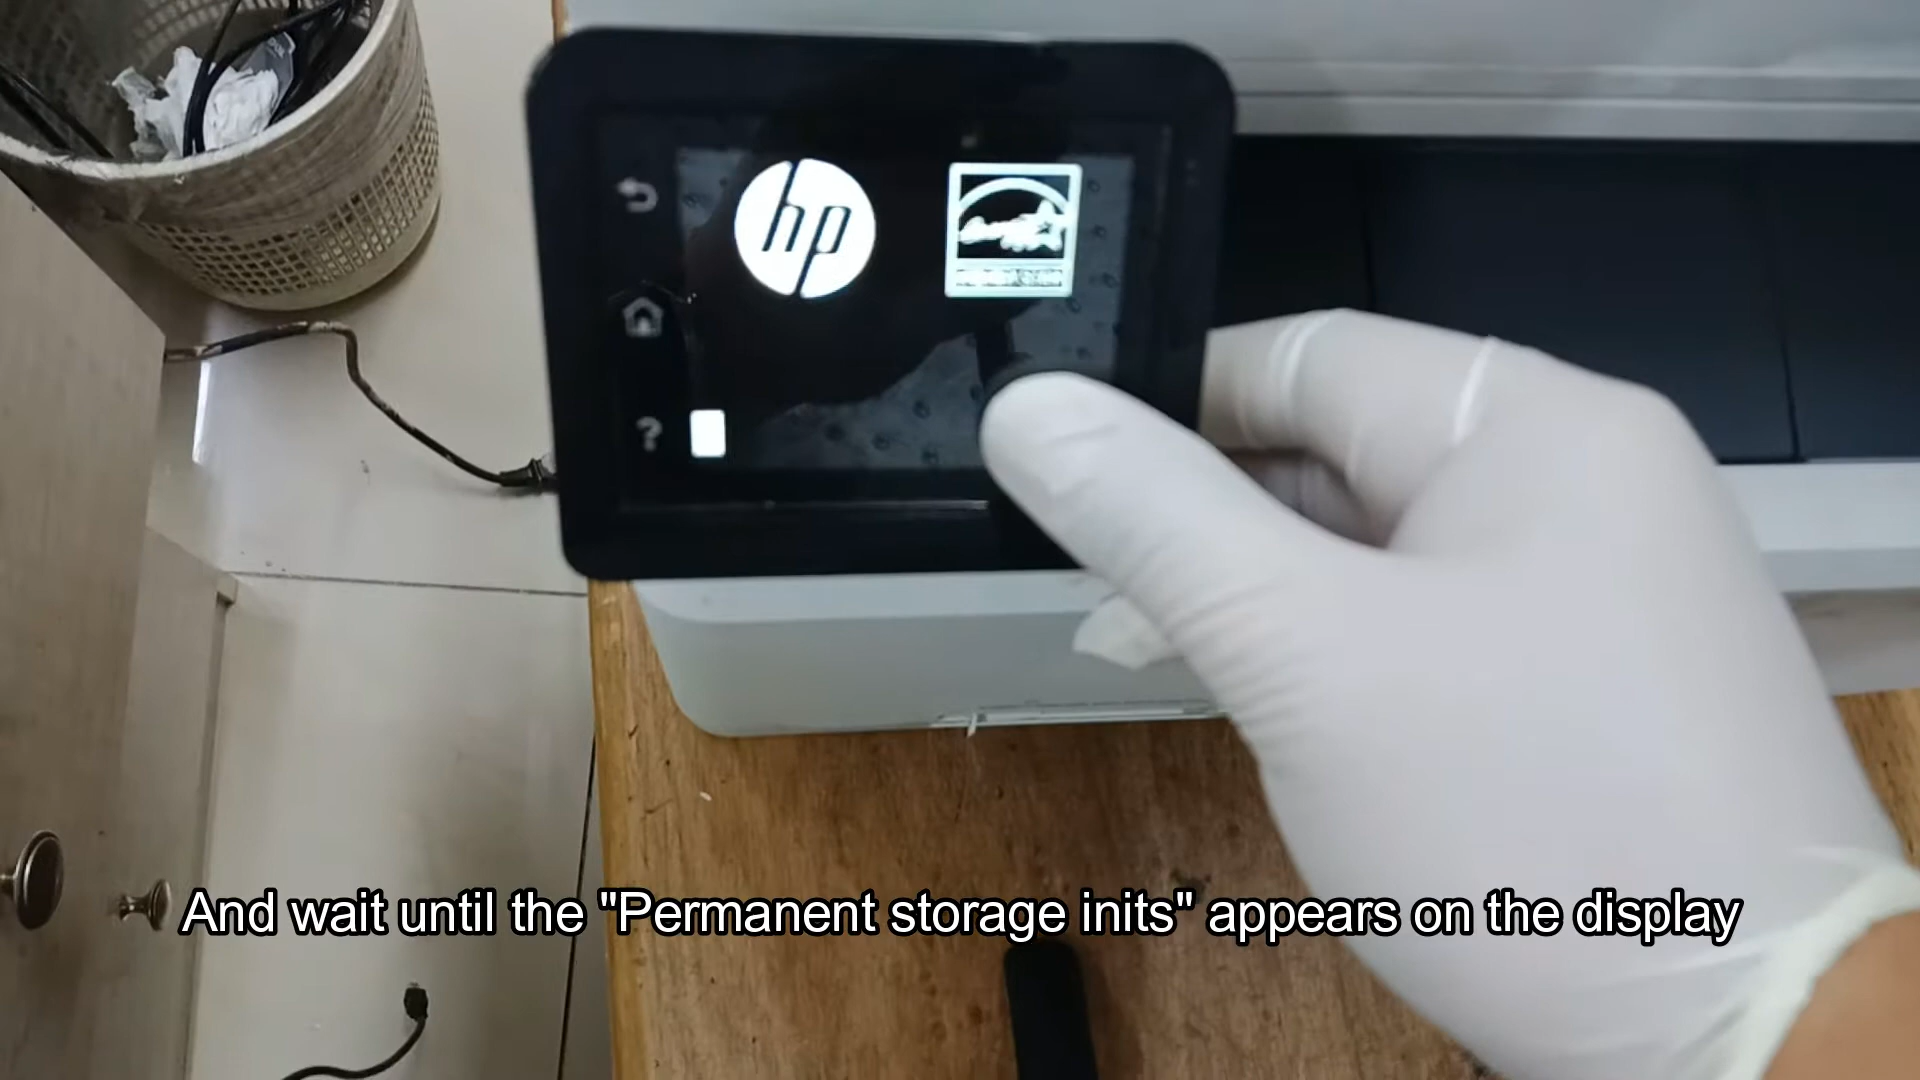 hp
?
And wait until the "Permanent storage inits" appears on the display